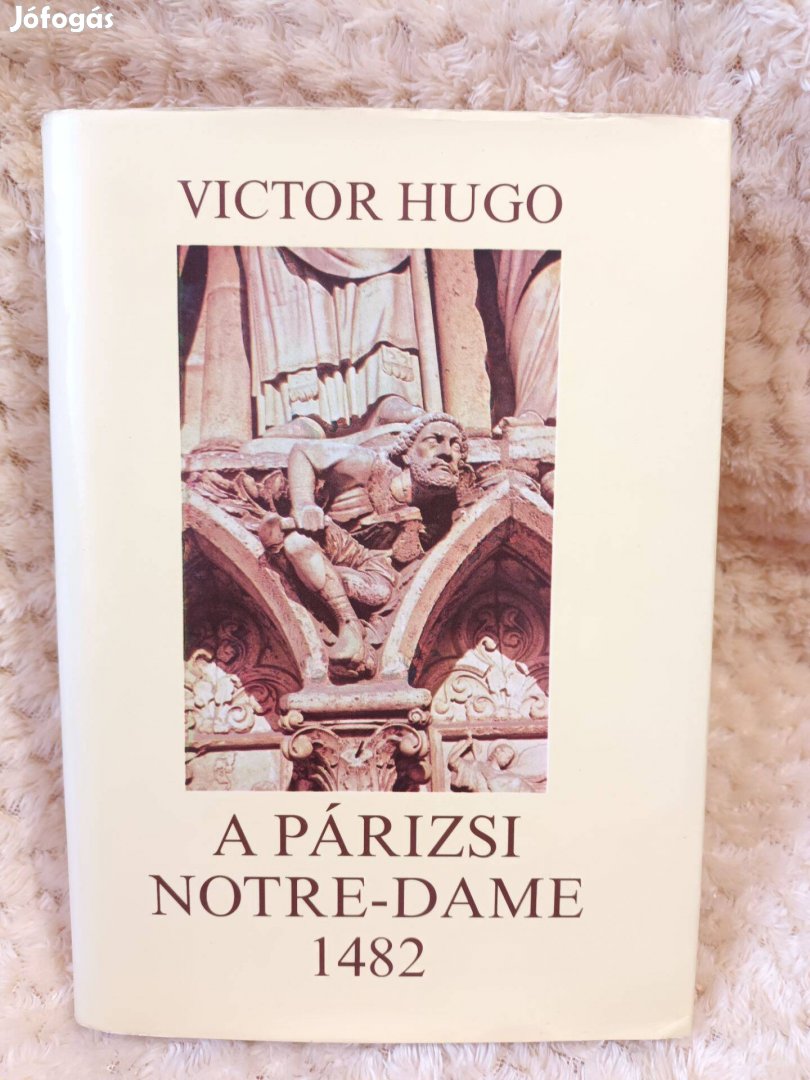 Jófogás
VICTOR HUGO
A PÁRIZSI
NOTRE-DAME
1482